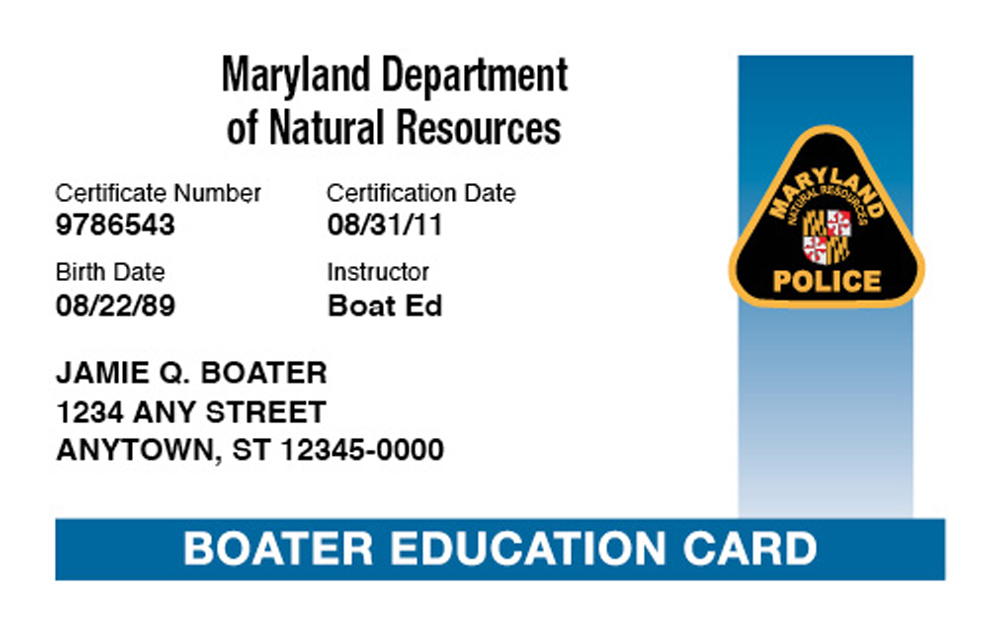 Maryland Department
of Natural Resources
Certificate Number
9786543
Certification Date
08/31/11
Birth Date
08/22/89
Instructor
Boat Ed
JAMIE Q. BOATER
1234 ANY STREET
ANYTOWN, ST 12345-0000
MARYLAND
NATURAL RESOURCES
POLICE
BOATER EDUCATION CARD